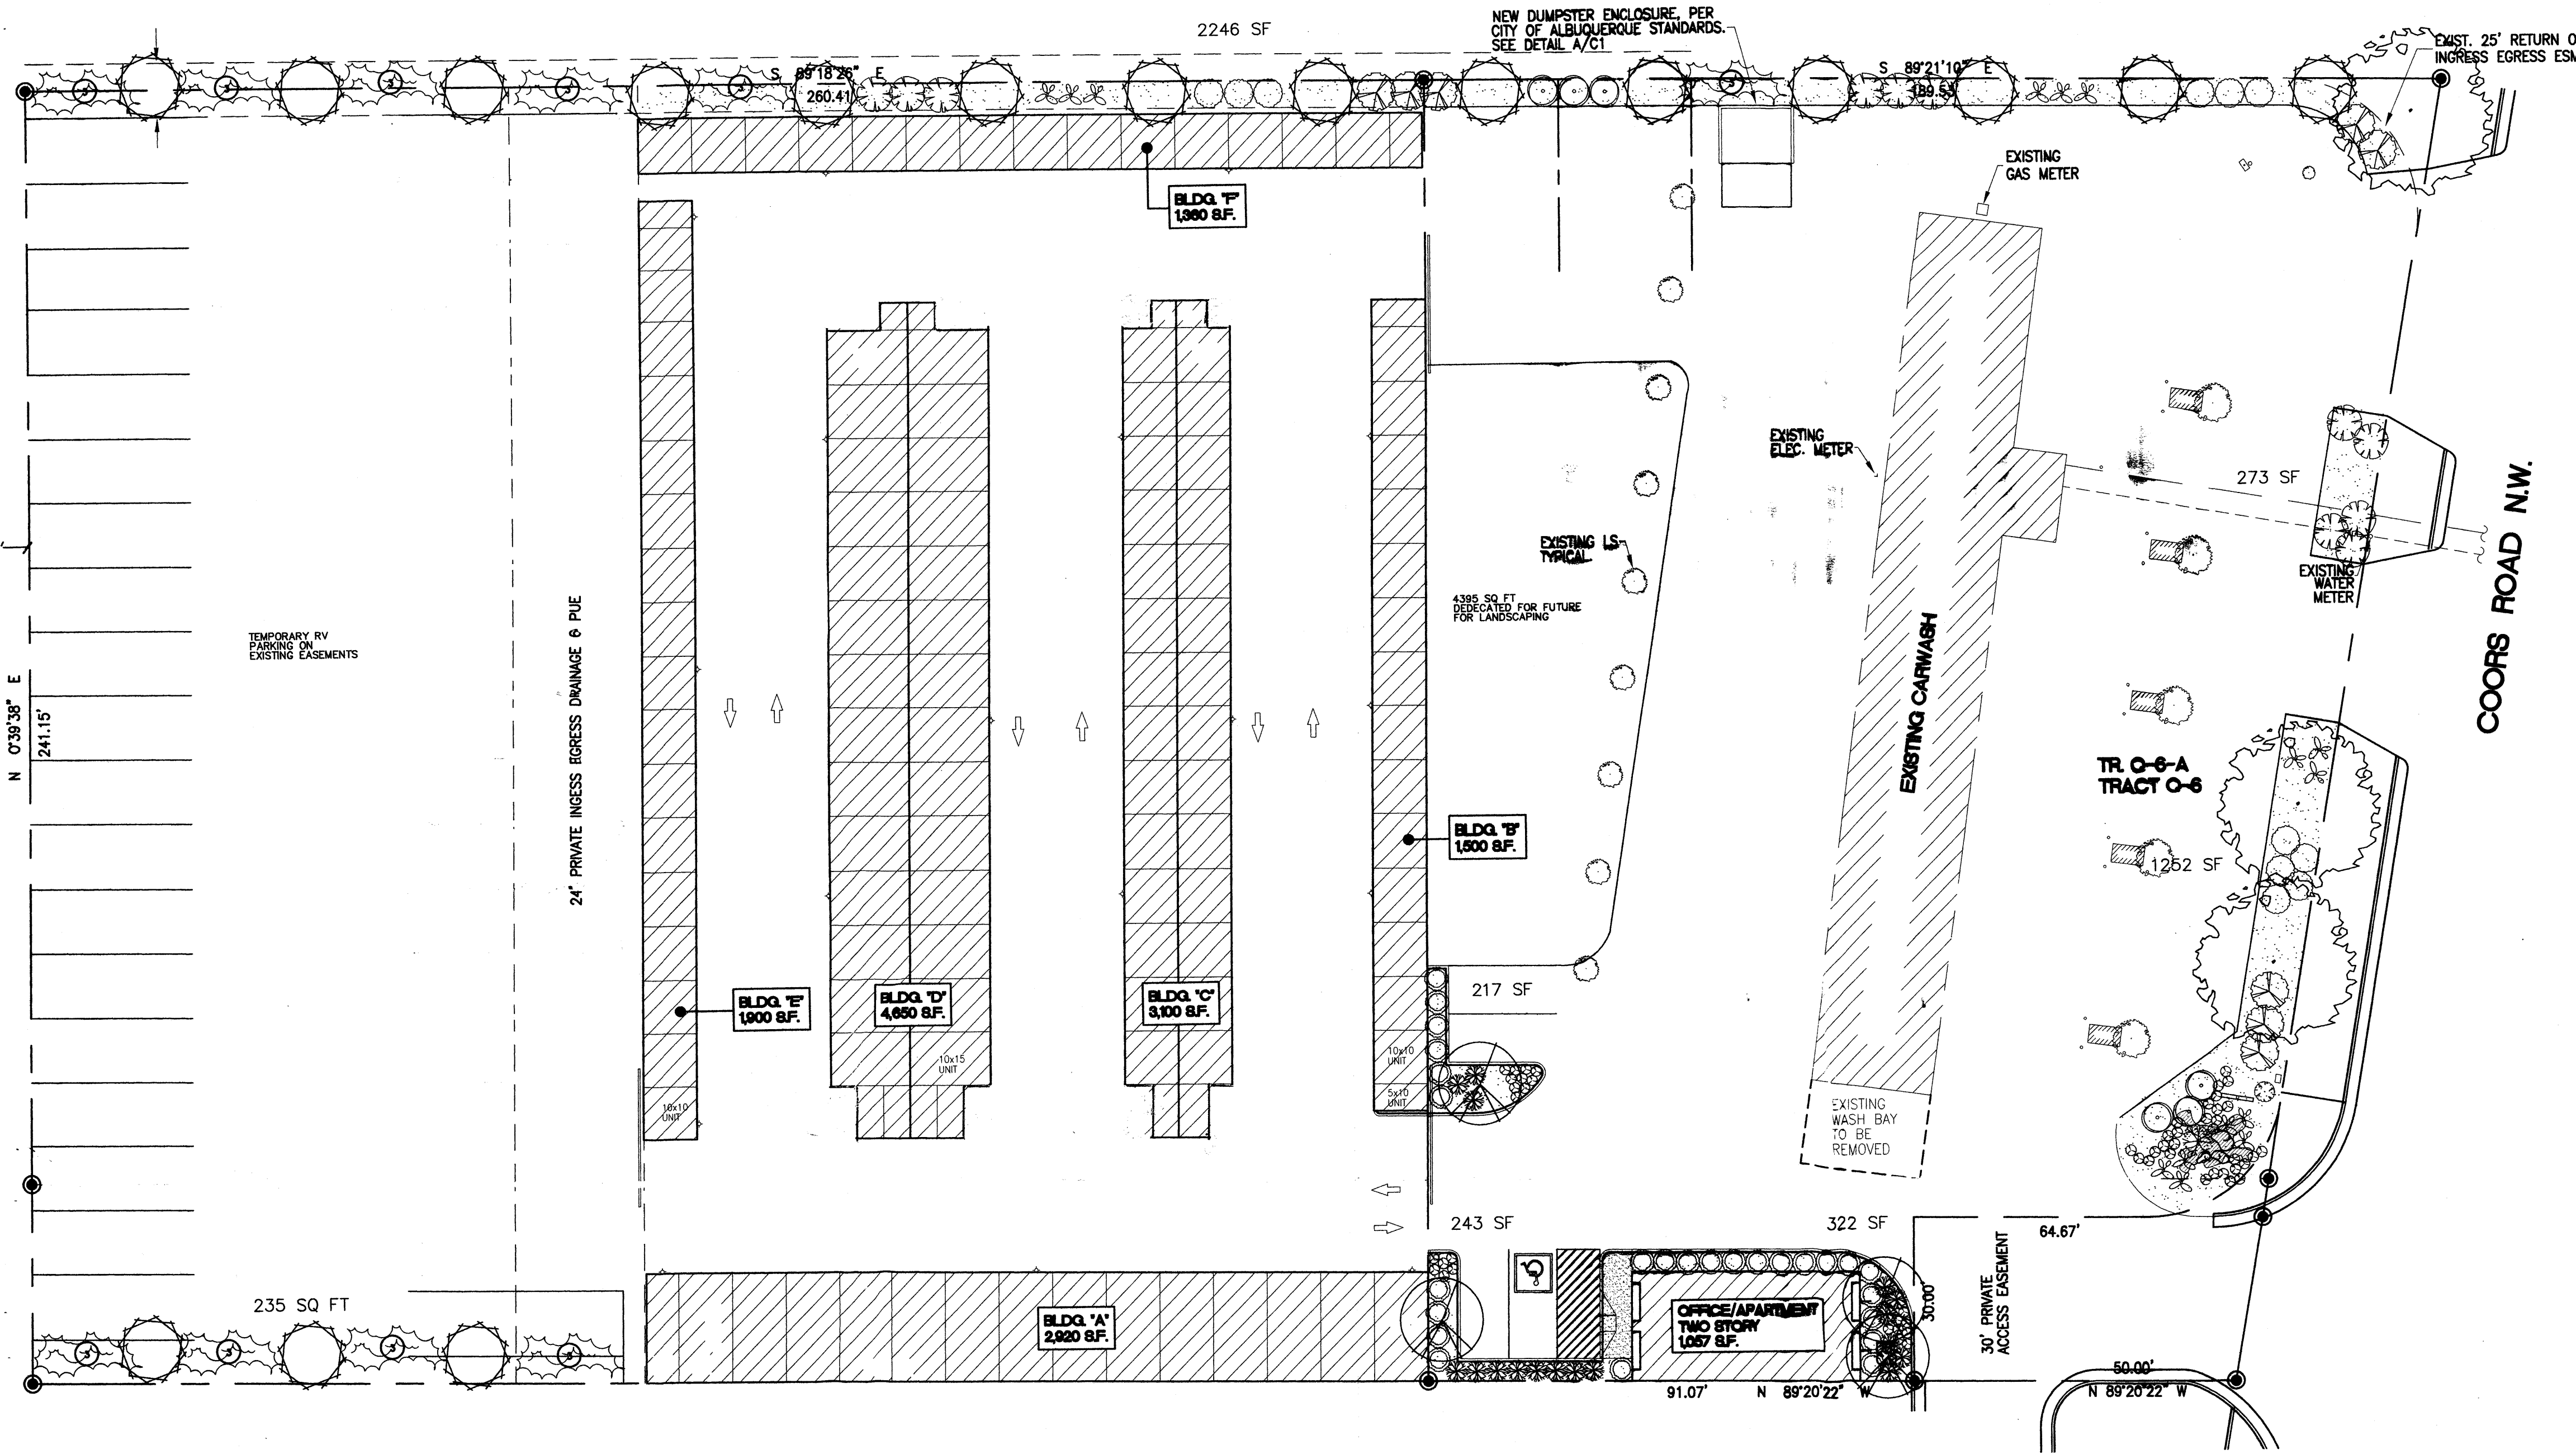 2246 SF
NEW DUMPSTER ENCLOSURE, PER
CITY OF ALBUQUERQUE STANDARDS.
SEE DETAIL A/C1
EXIST. 25' RETURN O
INGRESS EGRESS ESM
S 89°18'26" E
260.41'
S 89°21'10" E
189.53'
EXISTING
GAS METER
BLDG. "F"
1,360 S.F.
EXISTING
ELEC. METER
273 SF
COORS ROAD N.W.
EXISTING LS
TYPICAL
EXISTING
WATER
METER
4395 SQ FT
DEDECATED FOR FUTURE
FOR LANDSCAPING
TEMPORARY RV
PARKING ON
EXISTING EASEMENTS
24' PRIVATE INGESS EGRESS DRAINAGE & PUE
N 0°39'38" E
241.15'
EXISTING CARWASH
TR. Q-6-A
TRACT Q-6
BLDG. "B"
1,500 S.F.
1252 SF
BLDG. "E"
1,900 S.F.
BLDG. "D"
4,650 S.F.
BLDG. "C"
3,100 S.F.
217 SF
10x15
UNIT
10x10
UNIT
10x10
UNIT
5x10
UNIT
EXISTING
WASH BAY
TO BE
REMOVED
243 SF
322 SF
64.67'
30' PRIVATE
ACCESS EASEMENT
30.00'
235 SQ FT
BLDG. "A"
2,920 S.F.
OFFICE/APARTMENT
TWO STORY
1,057 S.F.
91.07' N 89°20'22" W
50.00'
N 89°20'22" W